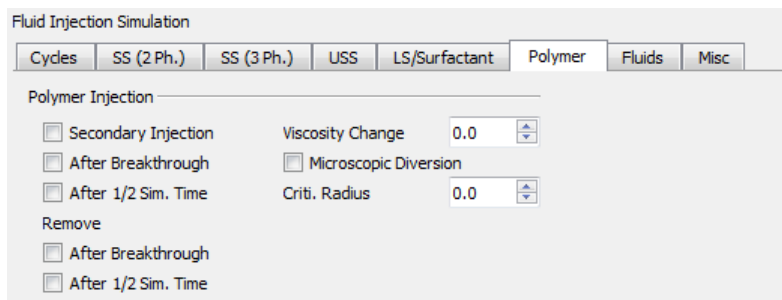 Fluid Injection Simulation
Cycles SS (2 Ph.) SS (3 Ph.) USS LS/Surfactant Polymer Fluids Misc
Polymer Injection
Secondary Injection Viscosity Change 0.0
After Breakthrough Microscopic Diversion
After 1/2 Sim. Time Criti. Radius 0.0
Remove
After Breakthrough
After 1/2 Sim. Time